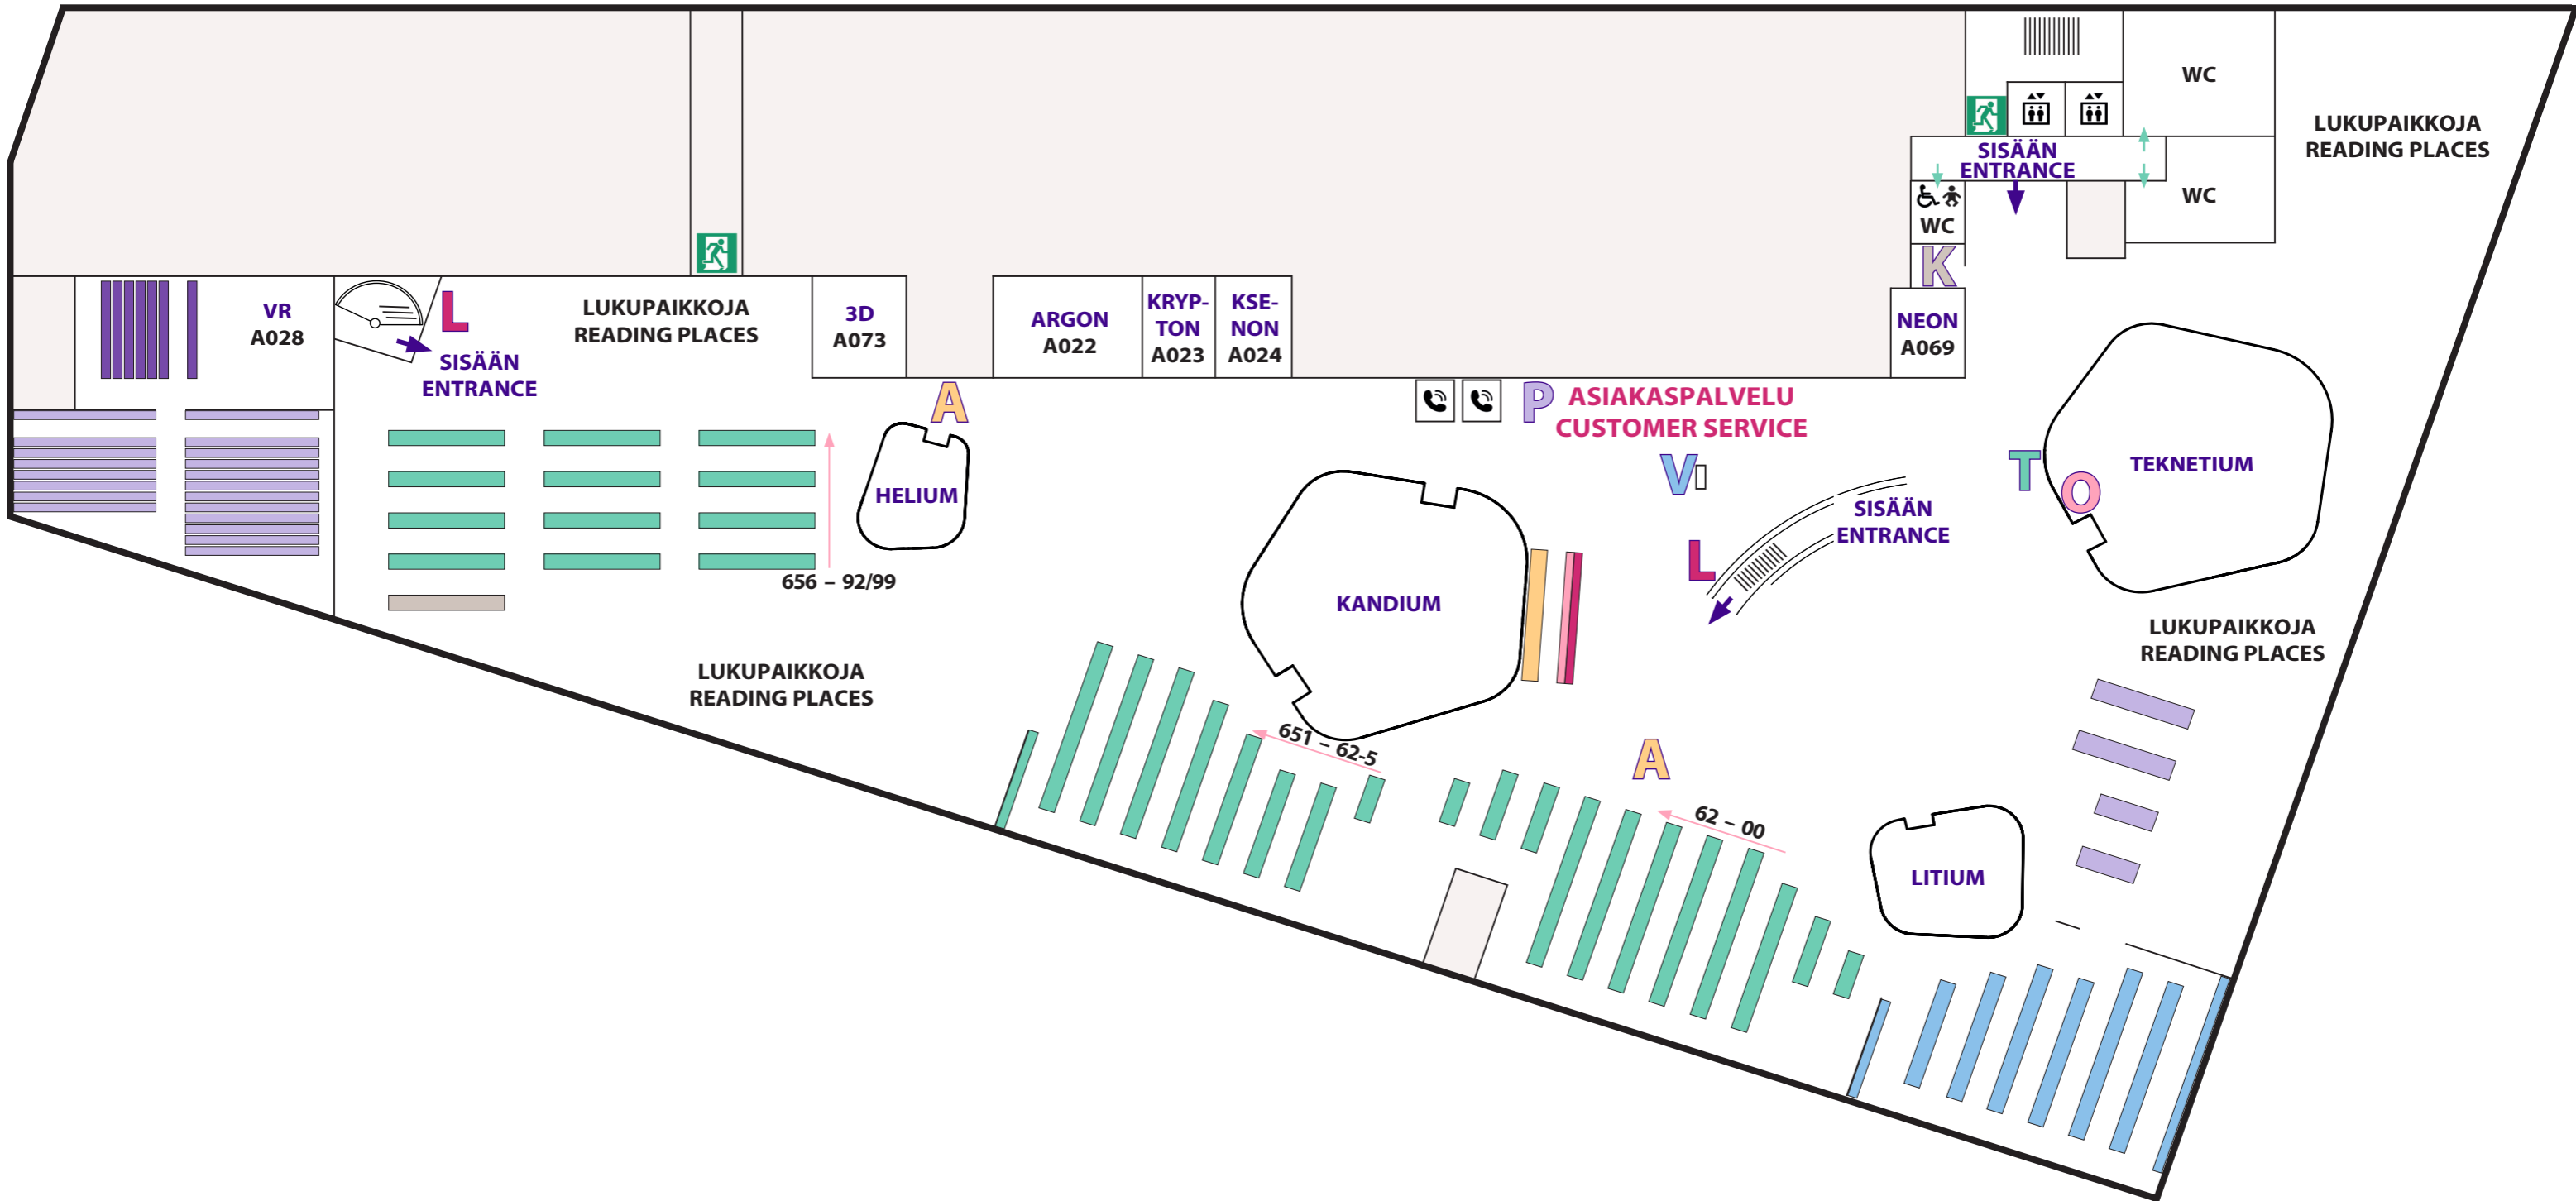 WC
LUKUPAIKKOJA
READING PLACES
SISÄÄN
ENTRANCE
WC
WC
K
VR
A028
L
SISÄÄN
ENTRANCE
LUKUPAIKKOJA
READING PLACES
3D
A073
ARGON
A022
KRYP-
TON
A023
KSE-
NON
A024
NEON
A069
A
P
ASIAKASPALVELU
CUSTOMER SERVICE
HELIUM
V
T
O
TEKNETIUM
SISÄÄN
ENTRANCE
L
656 – 92/99
KANDIUM
LUKUPAIKKOJA
READING PLACES
LUKUPAIKKOJA
READING PLACES
651 – 62-5
A
62 – 00
LITIUM